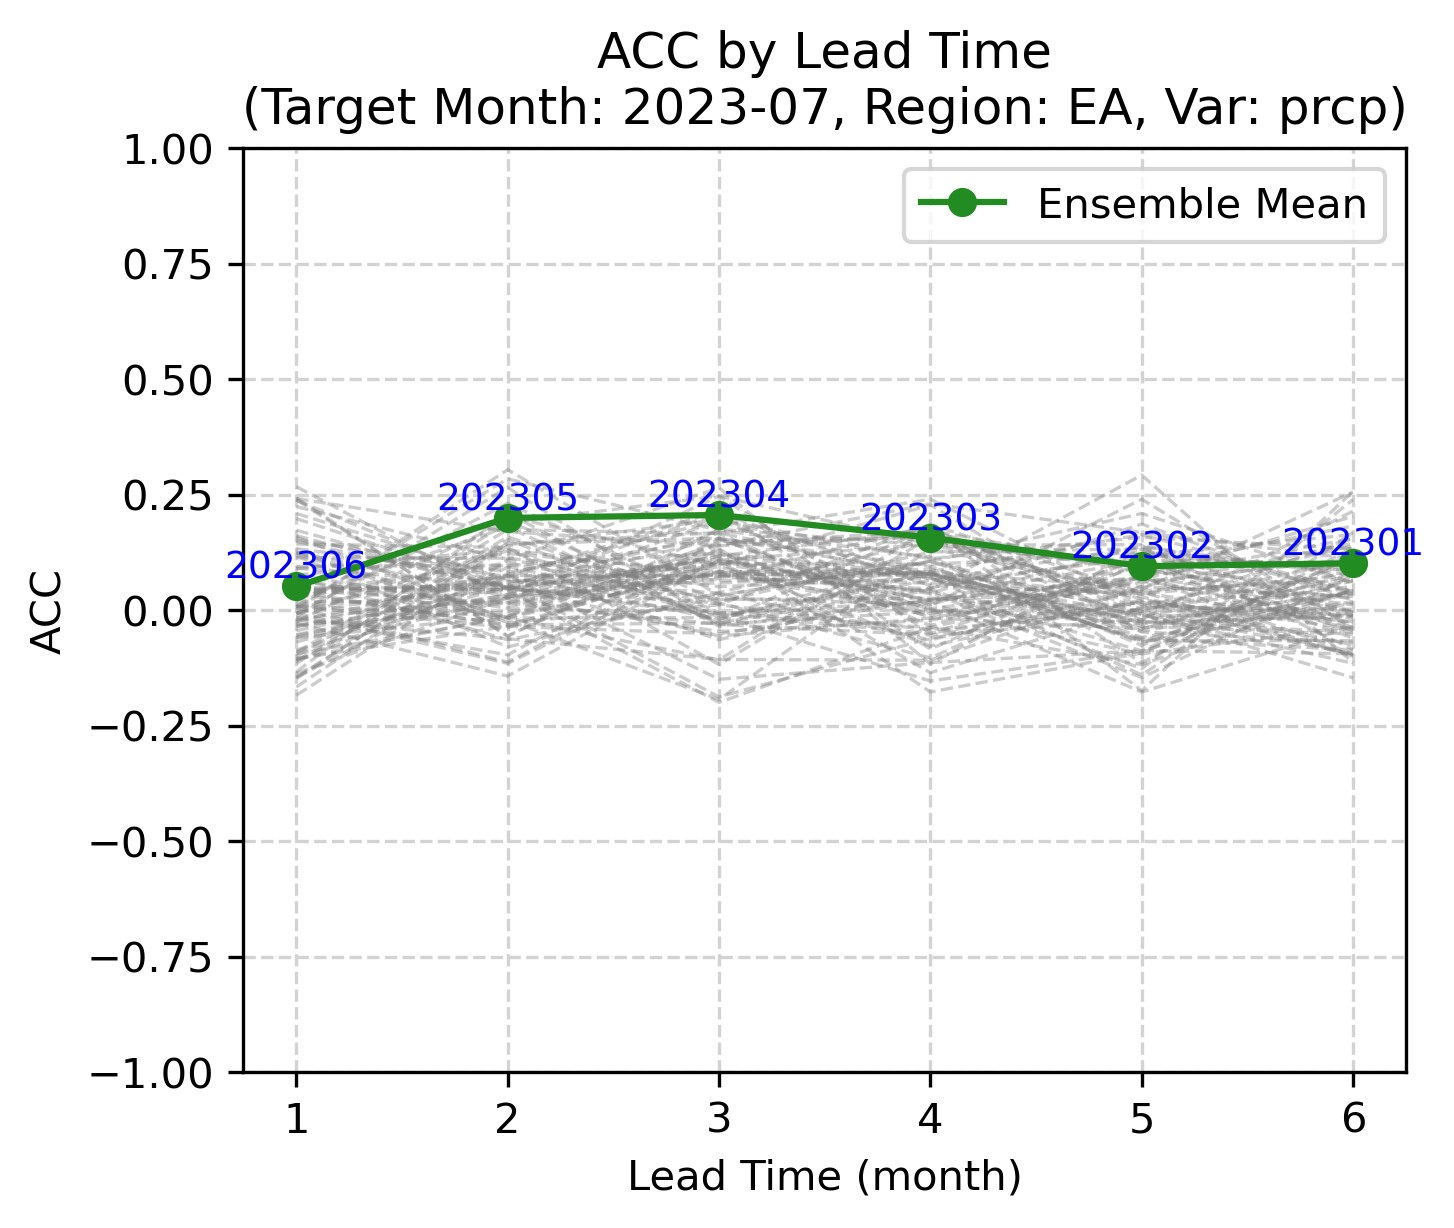 ACC by Lead Time
(Target Month: 2023-07, Region: EA, Var: prcp)
Ensemble Mean
1.00
0.75
0.50
0.25
0.00
−0.25
−0.50
−0.75
−1.00
ACC
202306
202305
202304
202303
202302
202301
1 2 3 4 5 6
Lead Time (month)